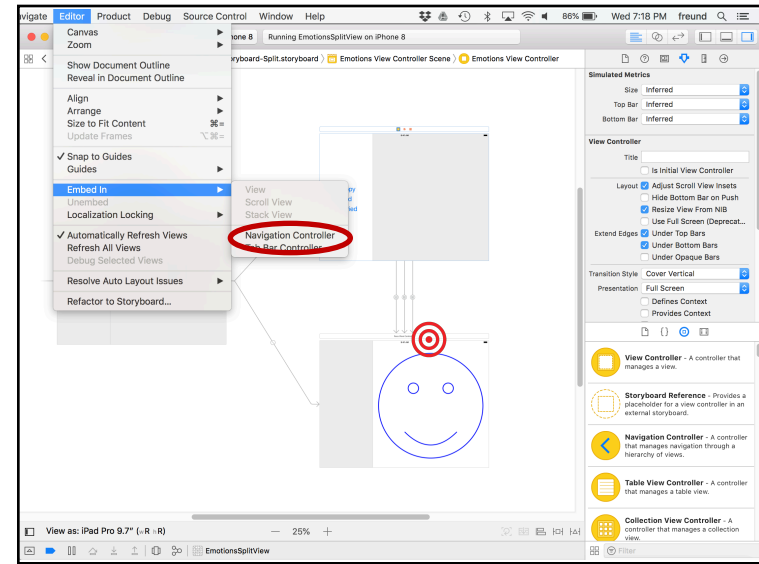 avigate Editor Product Debug Source Control Window Help 86% Wed 7:18 PM freund
one 8 Running EmotionsSplitView on iPhone 8
Canvas
Zoom
Show Document Outline
Reveal in Document Outline
Align
Arrange
Size to Fit Content ⌘=
Update Frames ⌥⌘=
✓ Snap to Guides
Guides
Embed In
Unembed
Localization Locking
✓ Automatically Refresh Views
Refresh All Views
Debug Selected Views
Resolve Auto Layout Issues
Refactor to Storyboard...
View
Scroll View
Stack View
Navigation Controller
Tab Bar Controller
ryboard-Split.storyboard Emotions View Controller Scene Emotions View Controller
py
d
ied
Simulated Metrics
Size Inferred
Top Bar Inferred
Bottom Bar Inferred
View Controller
Title
Is Initial View Controller
Layout Adjust Scroll View Insets
Hide Bottom Bar on Push
Resize View From NIB
Use Full Screen (Deprecat...
Extend Edges Under Top Bars
Under Bottom Bars
Under Opaque Bars
Transition Style Cover Vertical
Presentation Full Screen
Defines Context
Provides Context
View Controller - A controller that
manages a view.
Storyboard Reference - Provides a
placeholder for a view controller in an
external storyboard.
Navigation Controller - A controller
that manages navigation through a
hierarchy of views.
Table View Controller - A controller
that manages a table view.
Collection View Controller - A
controller that manages a collection
view.
View as: iPad Pro 9.7" (wR hR) — 25% +
EmotionsSplitView
Filter